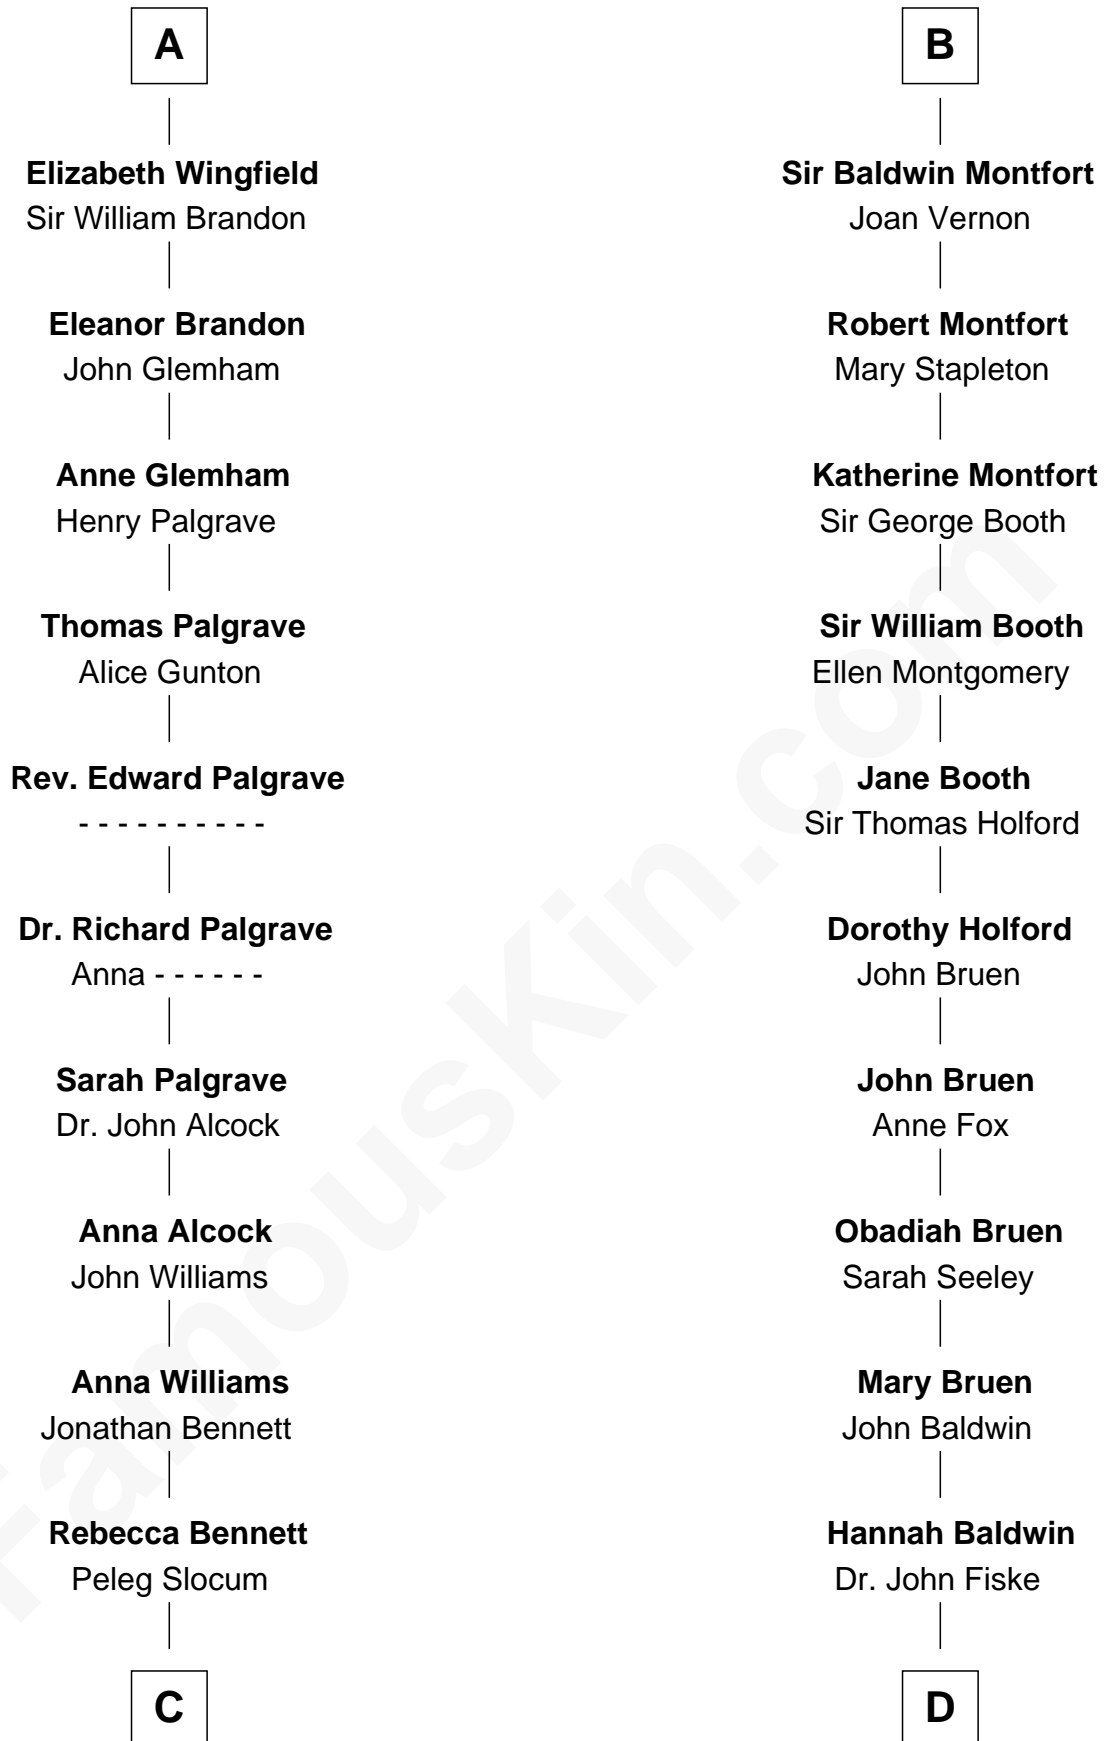 A
Elizabeth Wingfield
Sir William Brandon
Eleanor Brandon
John Glemham
Anne Glemham
Henry Palgrave
Thomas Palgrave
Alice Gunton
Rev. Edward Palgrave
- - - - - - - - - -
Dr. Richard Palgrave
Anna - - - - - -
Sarah Palgrave
Dr. John Alcock
Anna Alcock
John Williams
Anna Williams
Jonathan Bennett
Rebecca Bennett
Peleg Slocum
C
B
Sir Baldwin Montfort
Joan Vernon
Robert Montfort
Mary Stapleton
Katherine Montfort
Sir George Booth
Sir William Booth
Ellen Montgomery
Jane Booth
Sir Thomas Holford
Dorothy Holford
John Bruen
John Bruen
Anne Fox
Obadiah Bruen
Sarah Seeley
Mary Bruen
John Baldwin
Hannah Baldwin
Dr. John Fiske
D
FamousKin.com